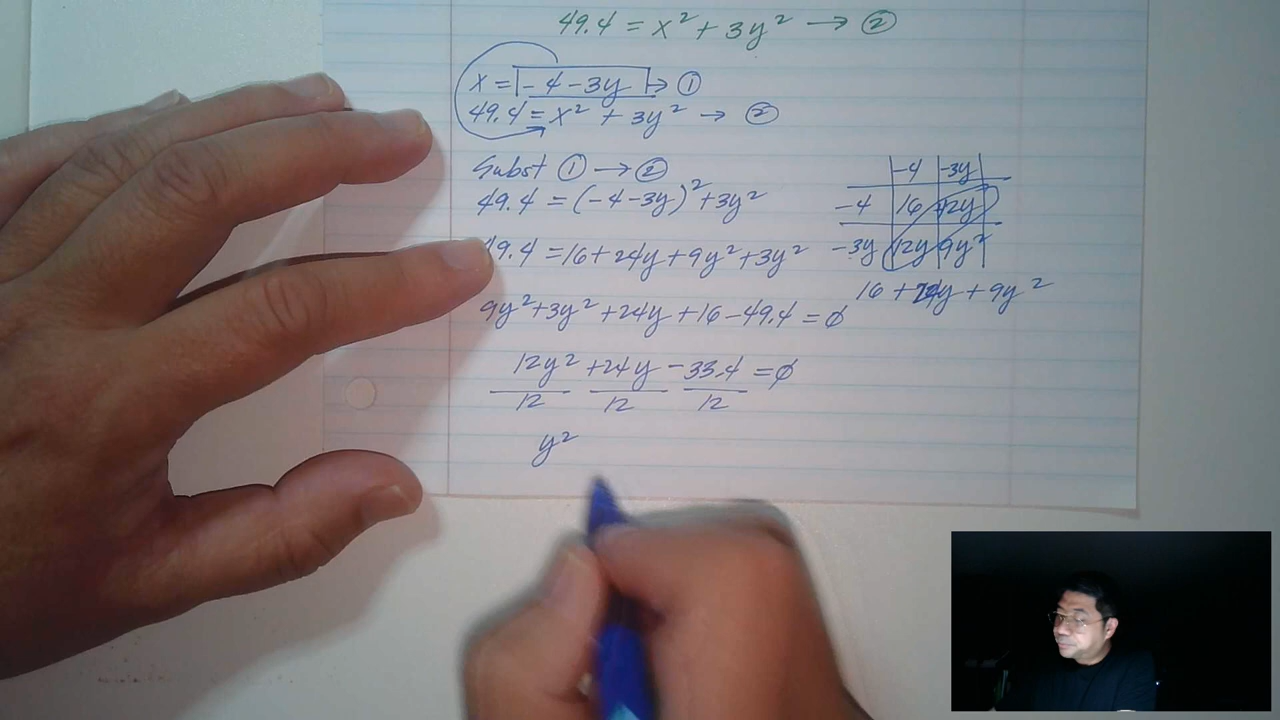 49.4 = x² + 3y² → ②
x = -4 - 3y → ①
49.4 = x² + 3y² → ②
Subst ① → ②
49.4 = (-4-3y)² + 3y²
49.4 = 16 + 24y + 9y² + 3y²
9y² + 3y² + 24y + 16 - 49.4 = 0
12y² + 24y - 33.4 = 0
12 12 12
y²
-4 -3y
-4 16 12y
-3y 12y 9y²
16 + 24y + 9y²